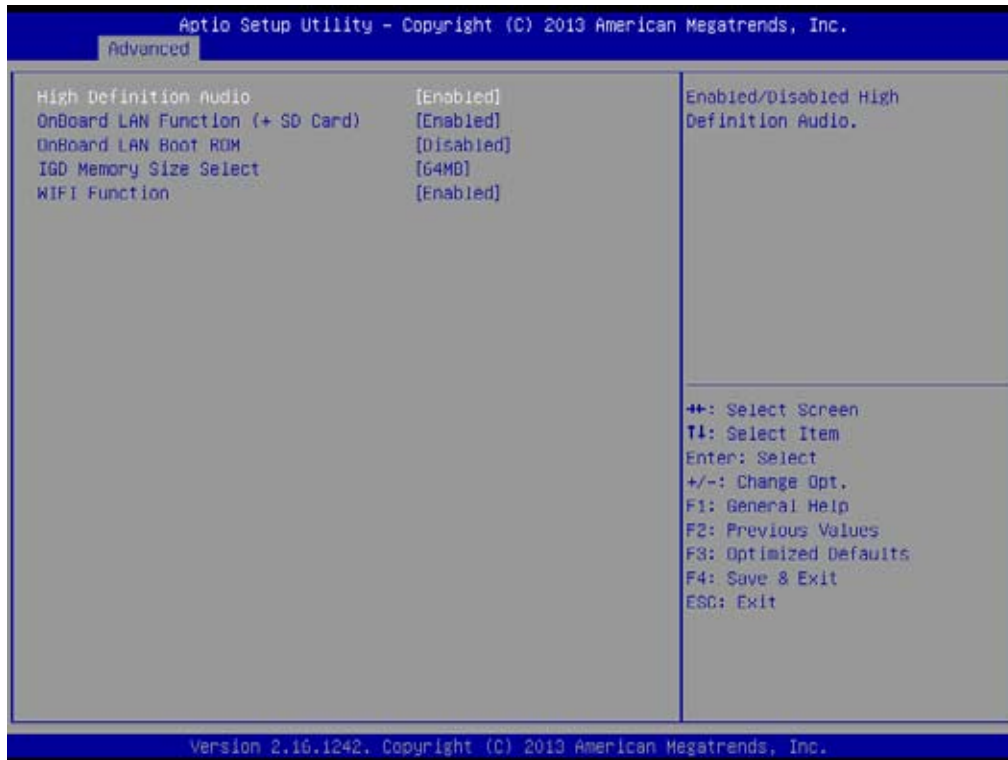 Aptio Setup Utility – Copyright (C) 2013 American Megatrends, Inc.
Advanced
High Definition Audio [Enabled]
OnBoard LAN Function (+ SD Card) [Enabled]
OnBoard LAN Boot ROM [Disabled]
IGD Memory Size Select [64MB]
WIFI Function [Enabled]
Enabled/Disabled High
Definition Audio.
→←: Select Screen
↑↓: Select Item
Enter: Select
+/-: Change Opt.
F1: General Help
F2: Previous Values
F3: Optimized Defaults
F4: Save & Exit
ESC: Exit
Version 2.16.1242. Copyright (C) 2013 American Megatrends, Inc.